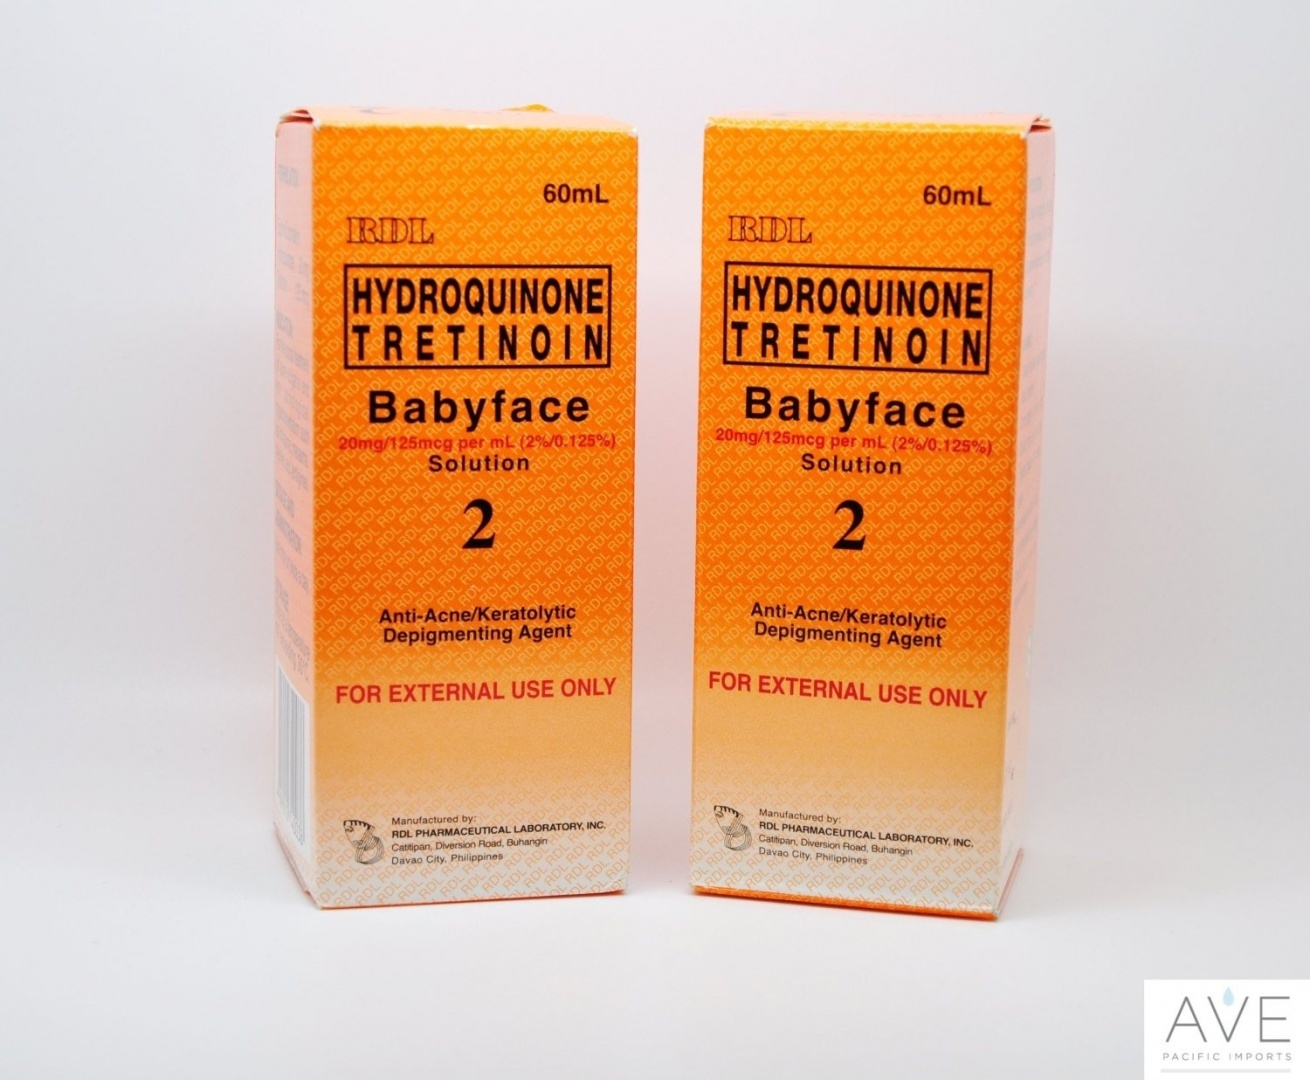 60mL
RDL
HYDROQUINONE
TRETINOIN
Babyface
20mg/125mcg per mL (2%/0.125%)
Solution
2
Anti-Acne/Keratolytic
Depigmenting Agent
FOR EXTERNAL USE ONLY
Manufactured by:
RDL PHARMACEUTICAL LABORATORY, INC.
Catitipan, Diversion Road, Buhangin
Davao City, Philippines
60mL
RDL
HYDROQUINONE
TRETINOIN
Babyface
20mg/125mcg per mL (2%/0.125%)
Solution
2
Anti-Acne/Keratolytic
Depigmenting Agent
FOR EXTERNAL USE ONLY
Manufactured by:
RDL PHARMACEUTICAL LABORATORY, INC.
Catitipan, Diversion Road, Buhangin
Davao City, Philippines
AVE
PACIFIC IMPORTS